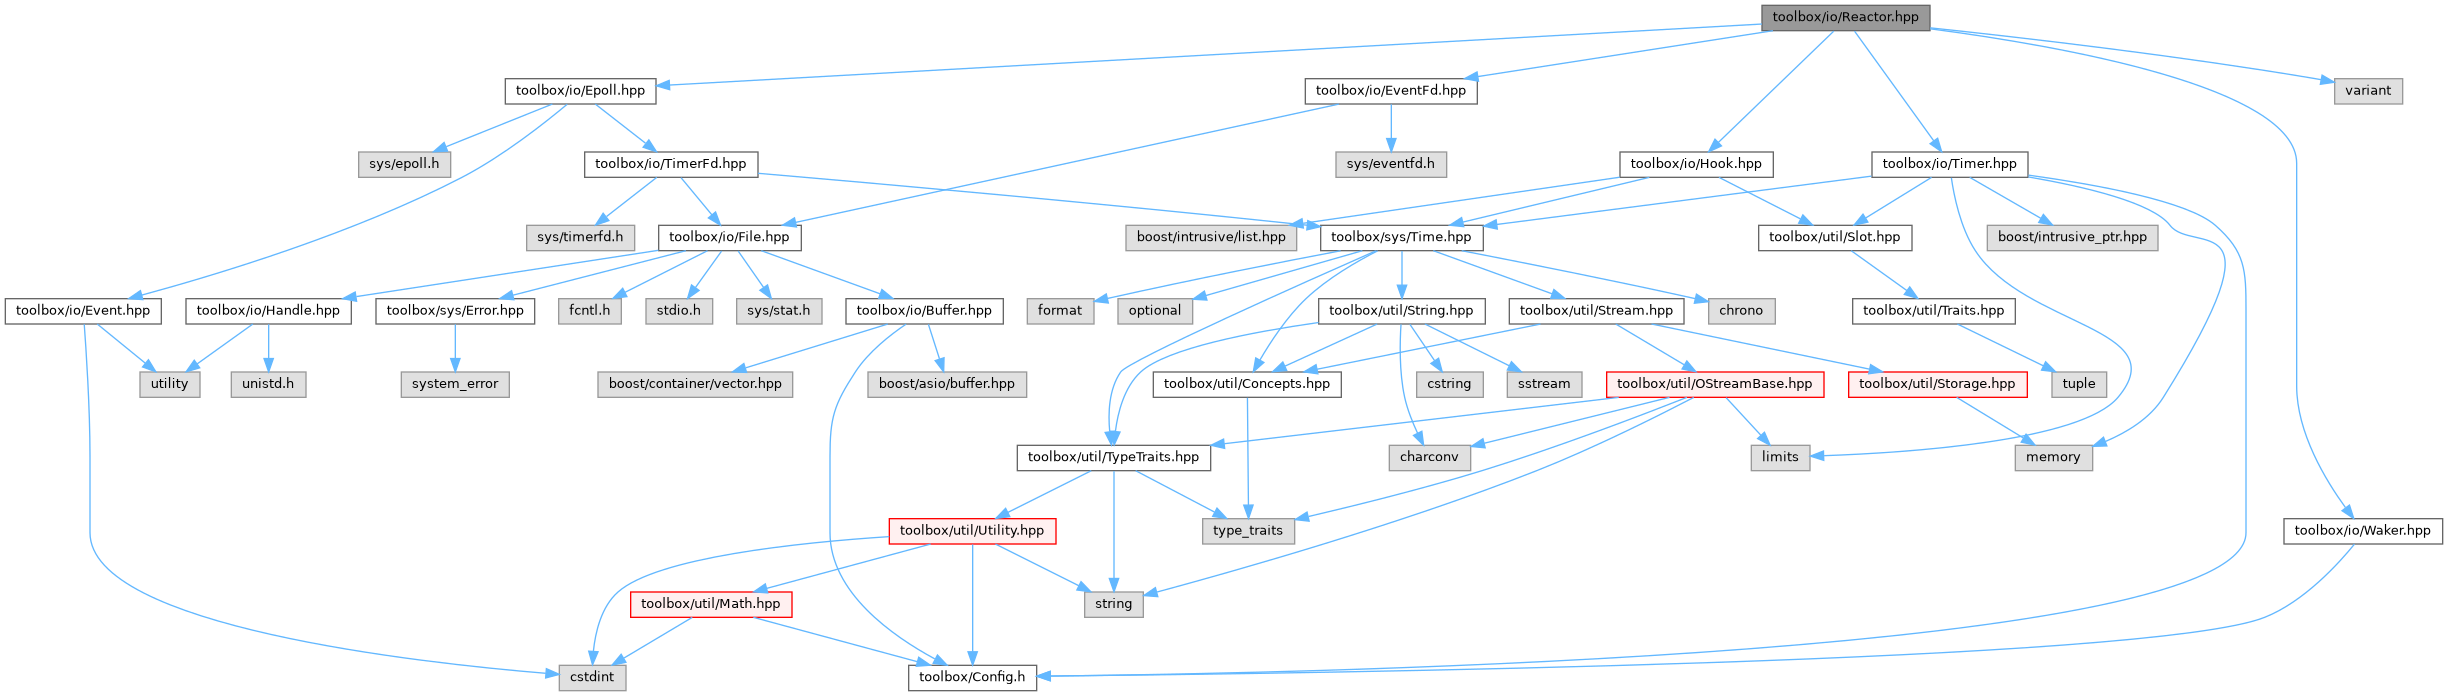 toolbox/io/Reactor.hpp
toolbox/io/Epoll.hpp
toolbox/io/EventFd.hpp
variant
sys/epoll.h
toolbox/io/TimerFd.hpp
sys/eventfd.h
toolbox/io/Hook.hpp
toolbox/io/Timer.hpp
sys/timerfd.h
toolbox/io/File.hpp
boost/intrusive/list.hpp
toolbox/sys/Time.hpp
toolbox/util/Slot.hpp
boost/intrusive_ptr.hpp
toolbox/io/Event.hpp
toolbox/io/Handle.hpp
toolbox/sys/Error.hpp
fcntl.h
stdio.h
sys/stat.h
toolbox/io/Buffer.hpp
format
optional
toolbox/util/String.hpp
toolbox/util/Stream.hpp
chrono
toolbox/util/Traits.hpp
utility
unistd.h
system_error
boost/container/vector.hpp
boost/asio/buffer.hpp
toolbox/util/Concepts.hpp
cstring
sstream
toolbox/util/OStreamBase.hpp
toolbox/util/Storage.hpp
tuple
toolbox/util/TypeTraits.hpp
charconv
limits
memory
toolbox/util/Utility.hpp
type_traits
toolbox/io/Waker.hpp
toolbox/util/Math.hpp
string
cstdint
toolbox/Config.h